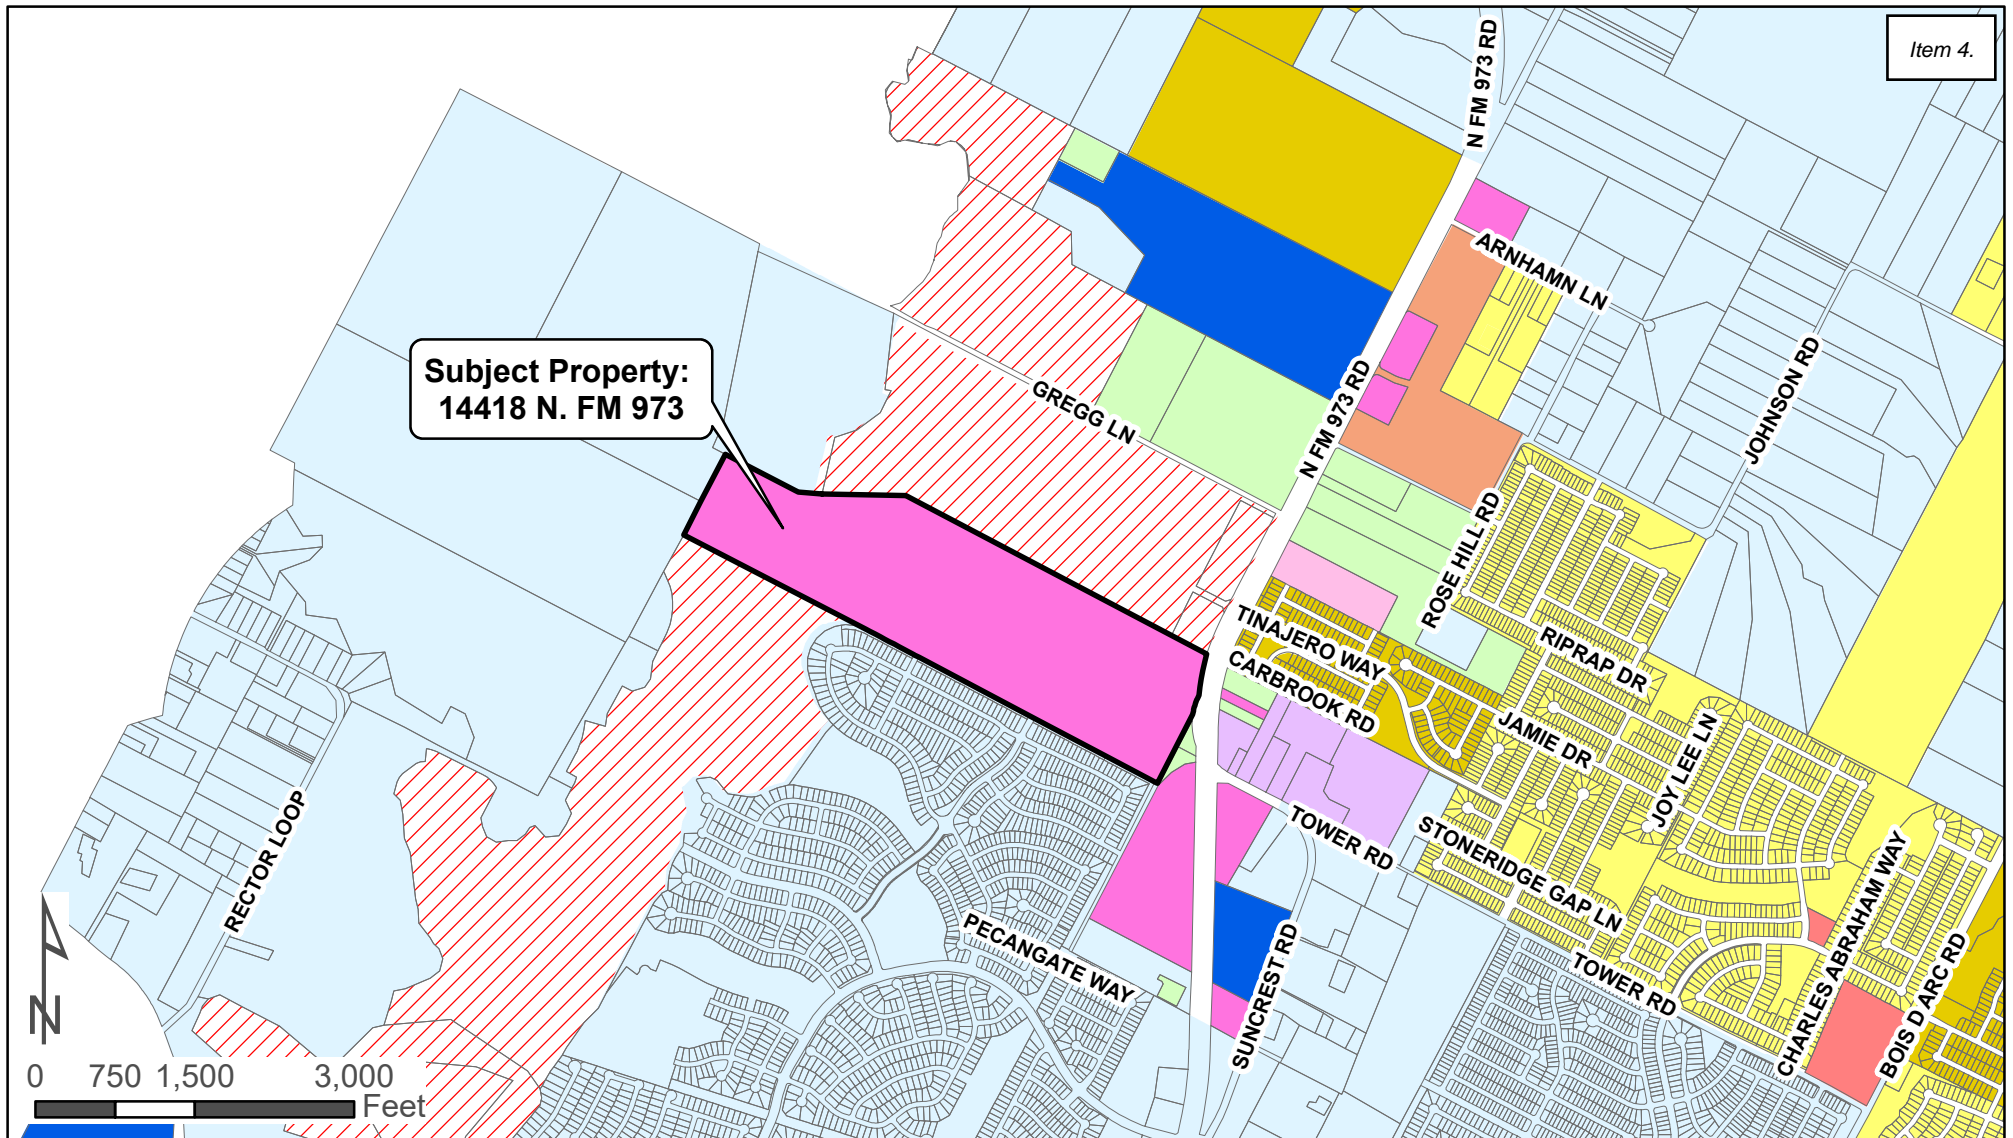 Item 4.
N FM 973 RD
ARNHAMN LN
JOHNSON RD
Subject Property:
14418 N. FM 973
GREGG LN
N FM 973 RD
ROSE HILL RD
TINAJERO WAY
RIPRAP DR
CARBROOK RD
JAMIE DR
JOY LEE LN
TOWER RD
STONERIDGE GAP LN
CHARLES ABRAHAM WAY
RECTOR LOOP
PECANGATE WAY
SUNCREST RD
TOWER RD
BOIS D ARC RD
N
0 750 1,500 3,000
Feet